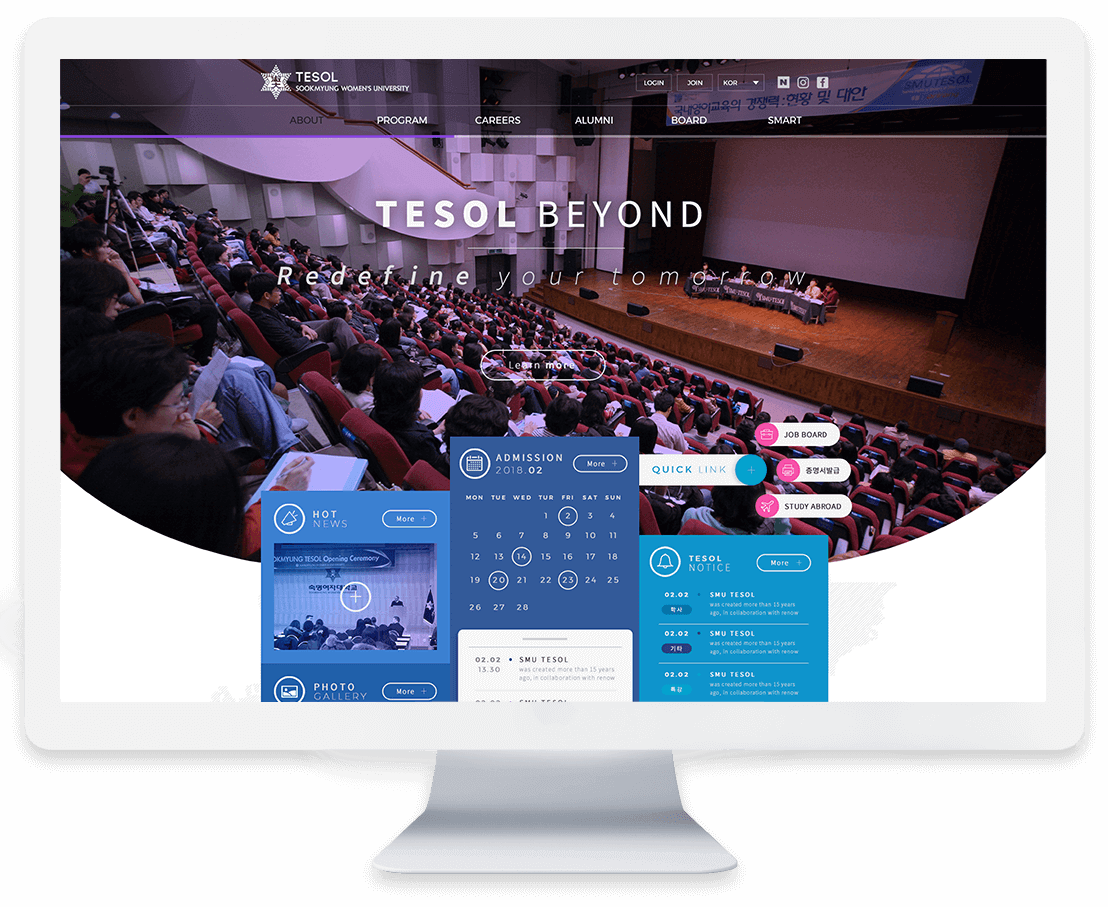 TESOL
SOOKMYUNG WOMEN'S UNIVERSITY
LOGIN
JOIN
KOR
ABOUT
PROGRAM
CAREERS
ALUMNI
BOARD
SMART
SMU TESOL
국내영어교육의 경쟁력:현황 및 대안
TESOL BEYOND
Redefine your tomorrow
Learn more
JOB BOARD
QUICK LINK
증명서발급
STUDY ABROAD
HOT
NEWS
More +
OOKMYUNG TESOL Opening Ceremony
숙명여자대학교
PHOTO
GALLERY
More +
ADMISSION
2018.02
More +
MON TUE WED TUR FRI SAT SUN
1 2 3 4
5 6 7 8 9 10 11
12 13 14 15 16 17 18
19 20 21 22 23 24 25
26 27 28
02.02
13.30
SMU TESOL
was created more than 15 years
ago, in collaboration with renow
TESOL
NOTICE
More +
02.02
학사
SMU TESOL
was created more than 15 years
ago, in collaboration with renow
02.02
기타
SMU TESOL
was created more than 15 years
ago, in collaboration with renow
02.02
특강
SMU TESOL
was created more than 15 years
ago, in collaboration with renow